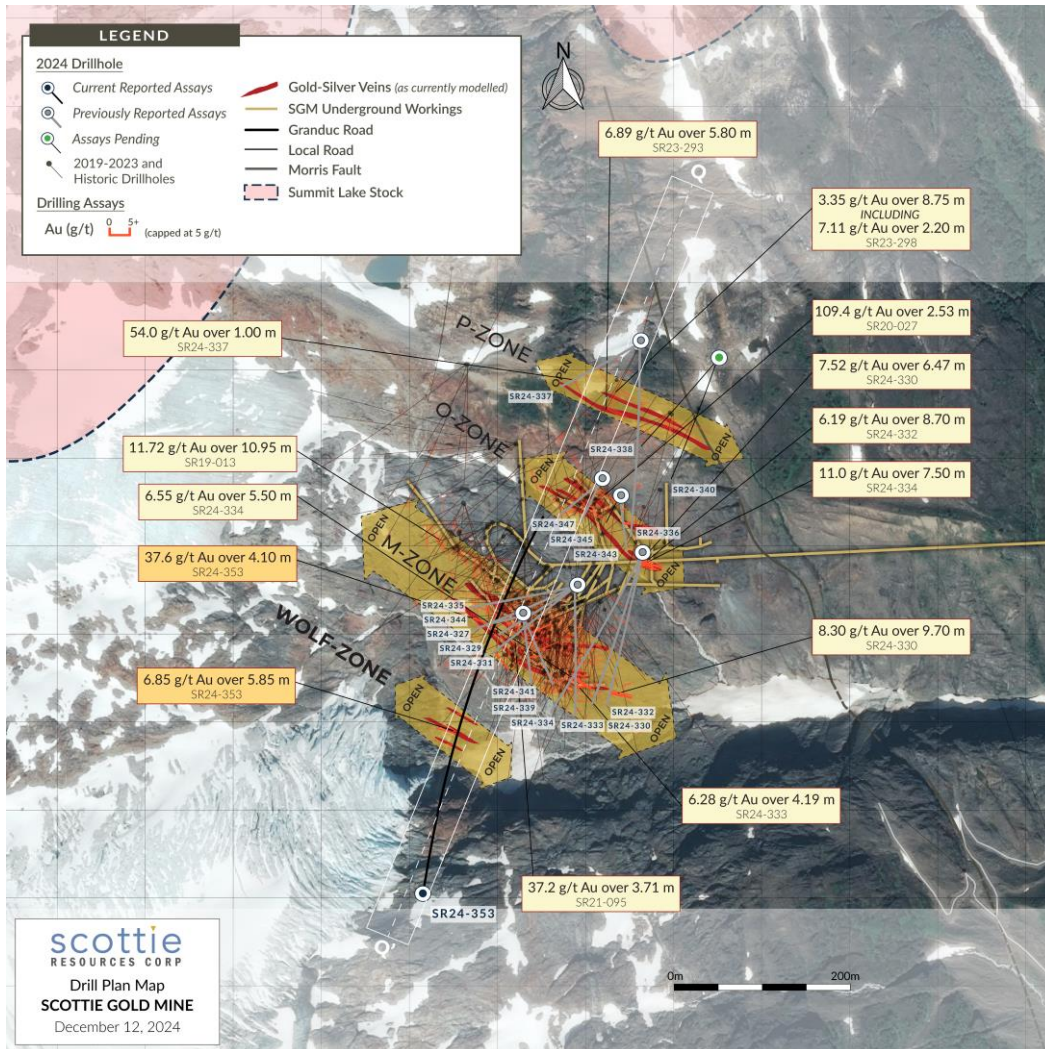 LEGEND
2024 Drillhole
Current Reported Assays
Previously Reported Assays
Assays Pending
2019-2023 and
Historic Drillholes
Drilling Assays
Au (g/t)
0 5+
(capped at 5 g/t)
Gold-Silver Veins (as currently modelled)
SGM Underground Workings
Granduc Road
Local Road
Morris Fault
Summit Lake Stock
N
6.89 g/t Au over 5.80 m
SR23-293
Q
3.35 g/t Au over 8.75 m
INCLUDING
7.11 g/t Au over 2.20 m
SR23-298
109.4 g/t Au over 2.53 m
SR20-027
7.52 g/t Au over 6.47 m
SR24-330
6.19 g/t Au over 8.70 m
SR24-332
11.0 g/t Au over 7.50 m
SR24-334
8.30 g/t Au over 9.70 m
SR24-330
6.28 g/t Au over 4.19 m
SR24-333
37.2 g/t Au over 3.71 m
SR21-095
54.0 g/t Au over 1.00 m
SR24-337
11.72 g/t Au over 10.95 m
SR19-013
6.55 g/t Au over 5.50 m
SR24-334
37.6 g/t Au over 4.10 m
SR24-353
6.85 g/t Au over 5.85 m
SR24-353
P-ZONE
OPEN
OPEN
SR24-337
O-ZONE
OPEN
OPEN
SR24-338
SR24-340
SR24-347
SR24-336
SR24-345
SR24-343
M-ZONE
OPEN
OPEN
SR24-335
SR24-344
SR24-327
SR24-329
SR24-331
SR24-341
SR24-339
SR24-334
SR24-333
SR24-332
SR24-330
WOLF-ZONE
OPEN
OPEN
SR24-353
Q'
0m 200m
scottie
RESOURCES CORP
Drill Plan Map
SCOTTIE GOLD MINE
December 12, 2024